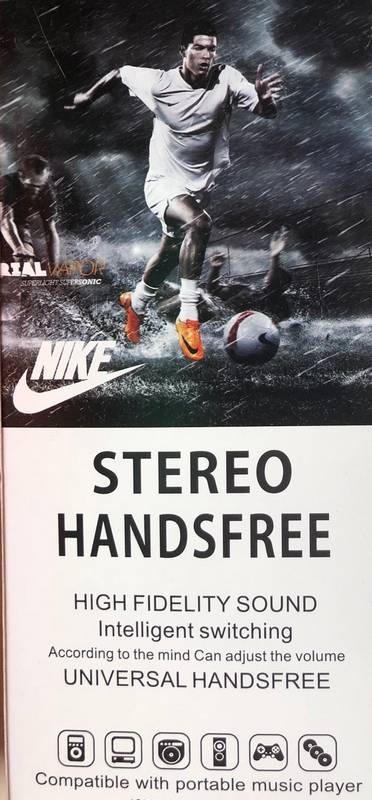 REAL VAPOR
SUPERLIGHT SUPERSONIC
NIKE
STEREO
HANDSFREE
HIGH FIDELITY SOUND
Intelligent switching
According to the mind Can adjust the volume
UNIVERSAL HANDSFREE
Compatible with portable music player